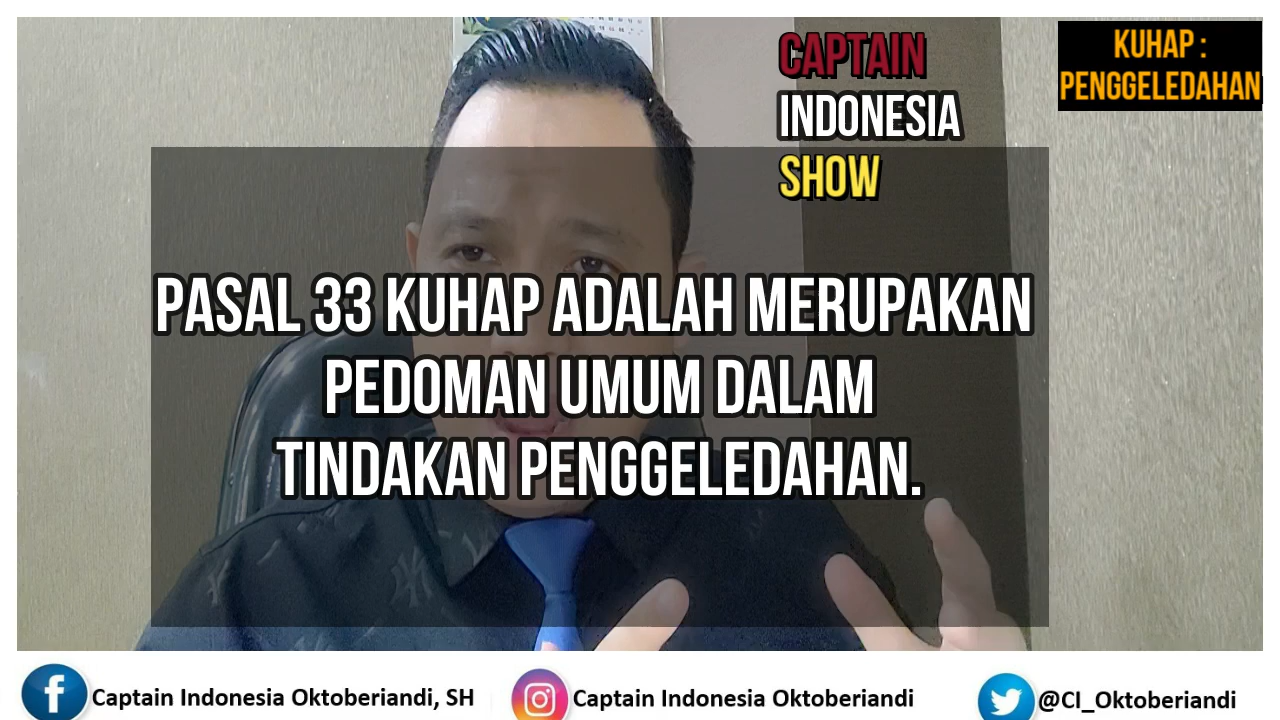 CAPTAIN
INDONESIA
SHOW
KUHAP :
PENGGELEDAHAN
PASAL 33 KUHAP ADALAH MERUPAKAN
PEDOMAN UMUM DALAM
TINDAKAN PENGGELEDAHAN.
Captain Indonesia Oktoberiandi, SH
Captain Indonesia Oktoberiandi
@CI_Oktoberiandi